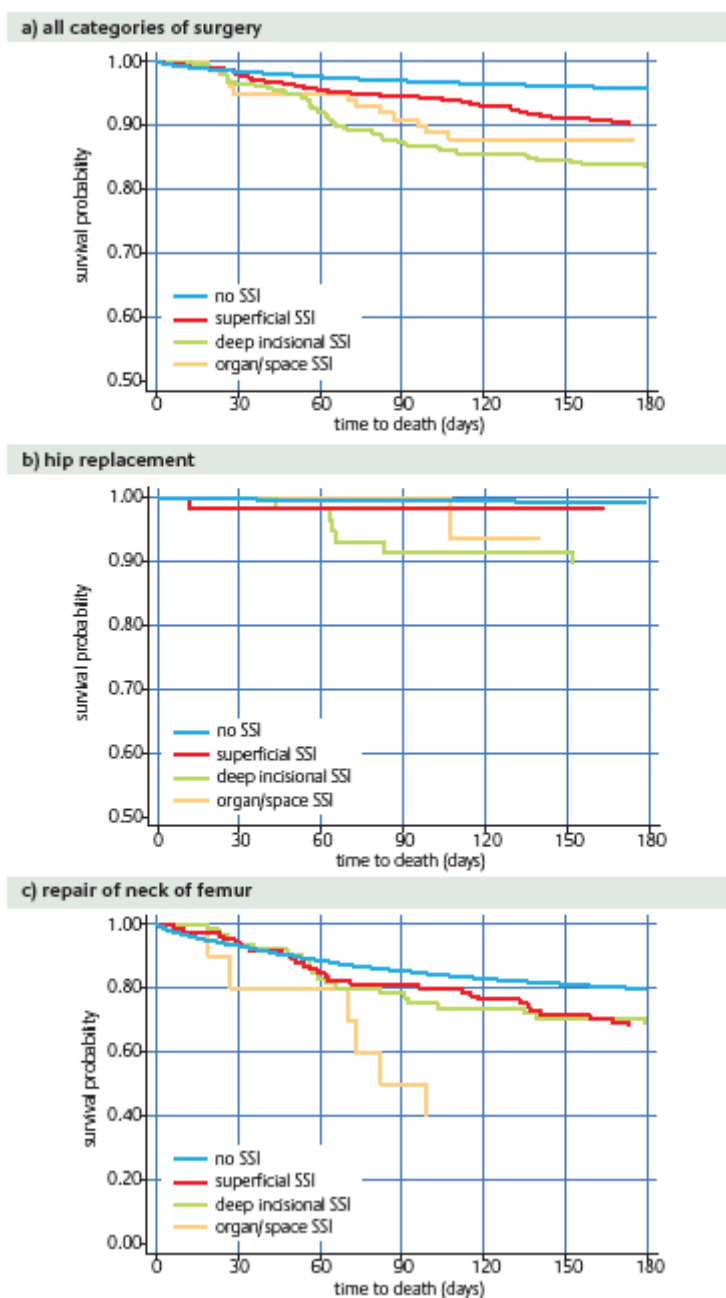 a) all categories of surgery
1.00
0.90
0.80
0.70
0.60
0.50
survival probability
no SSI
superficial SSI
deep incisional SSI
organ/space SSI
0 30 60 90 120 150 180
time to death (days)
b) hip replacement
1.00
0.90
0.80
0.70
0.60
0.50
survival probability
no SSI
superficial SSI
deep incisional SSI
organ/space SSI
0 30 60 90 120 150 180
time to death (days)
c) repair of neck of femur
1.00
0.80
0.60
0.40
0.20
0.00
survival probability
no SSI
superficial SSI
deep incisional SSI
organ/space SSI
0 30 60 90 120 150 180
time to death (days)